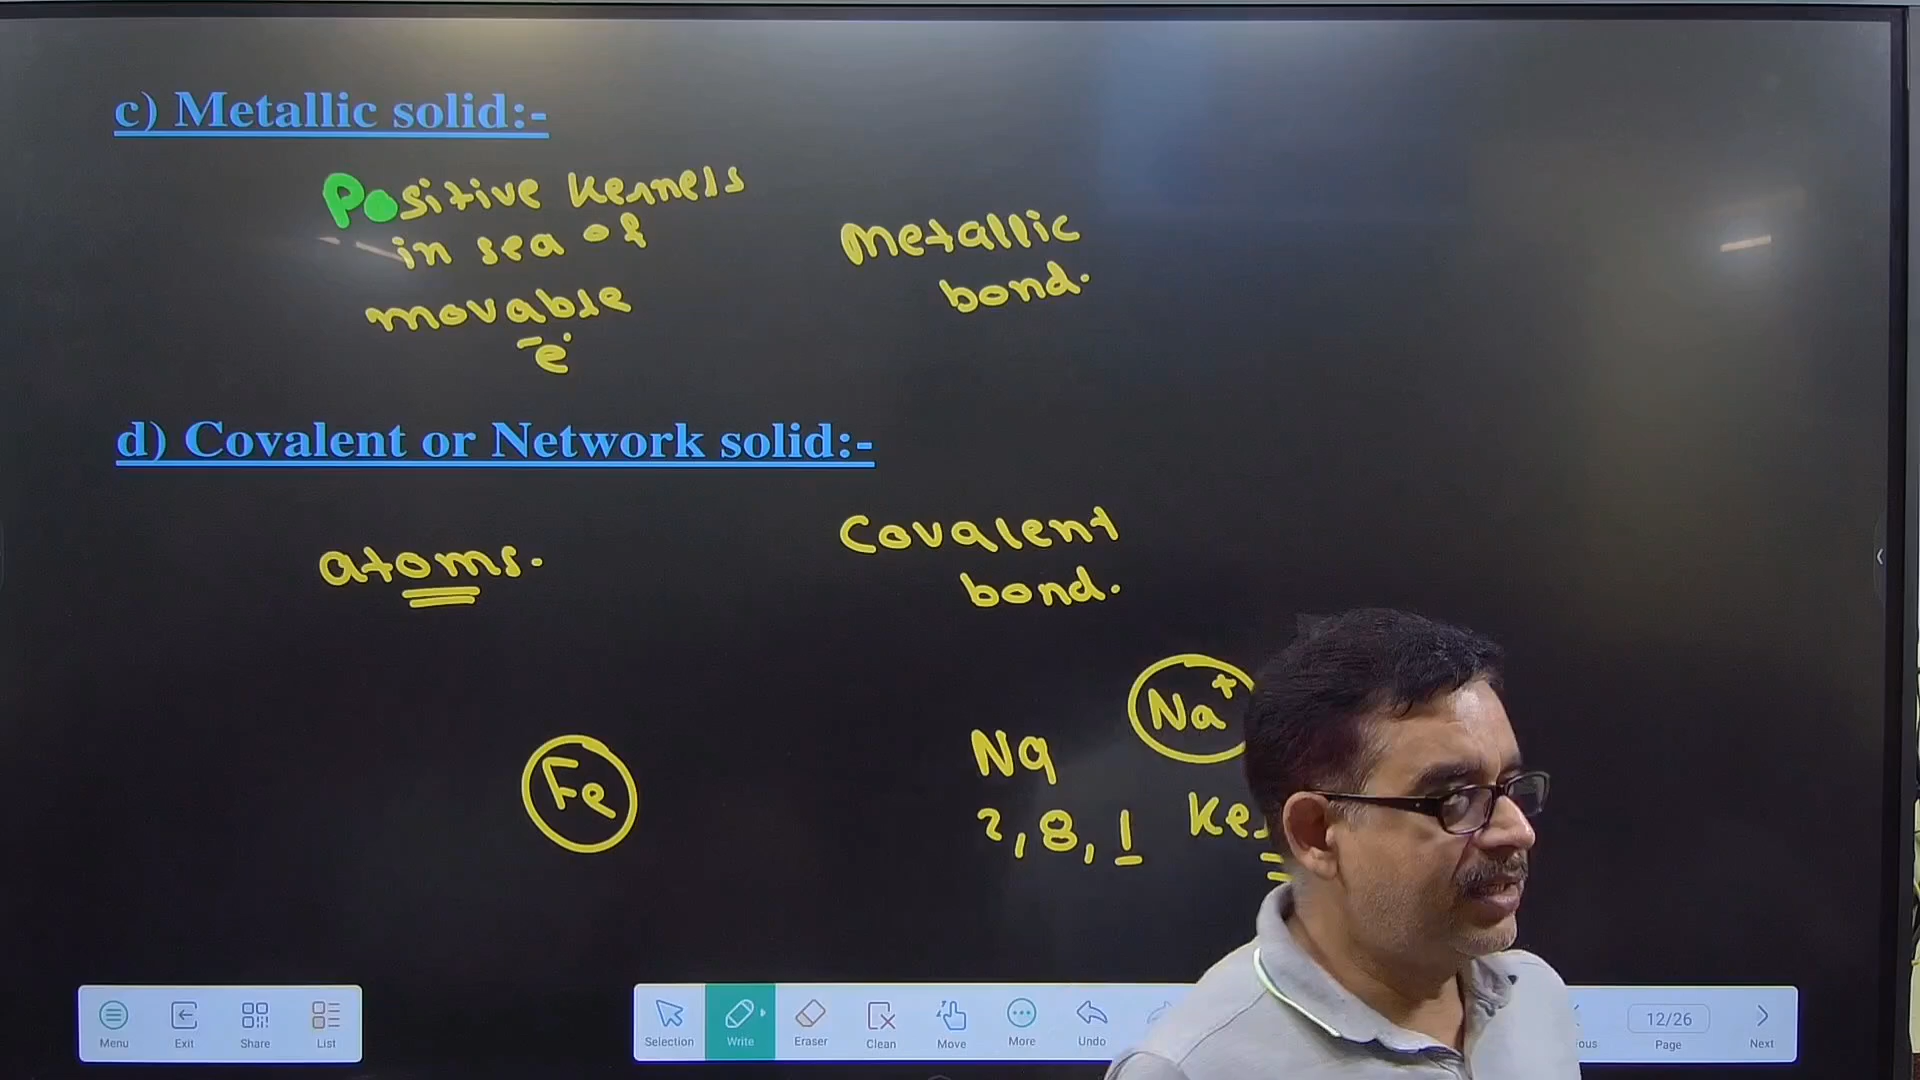 c) Metallic solid:-
Positive Kernels
in sea of
movable
e
Metallic
bond.
d) Covalent or Network solid:-
atoms.
Covalent
bond.
Na+
Na
Fe
2, 8, 1
Menu
Exit
Share
List
Selection
Write
Eraser
Clean
Move
More
Undo
12/26
Page
Next